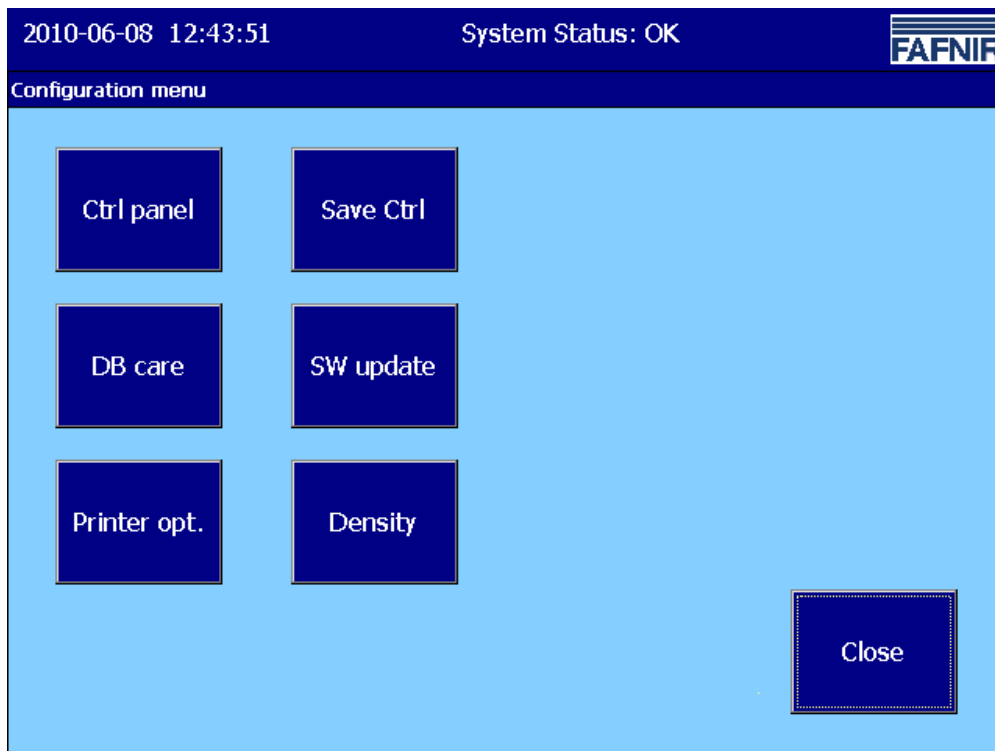 2010-06-08 12:43:51 System Status: OK FAFNIR
Configuration menu
Ctrl panel Save Ctrl
DB care SW update
Printer opt. Density
Close